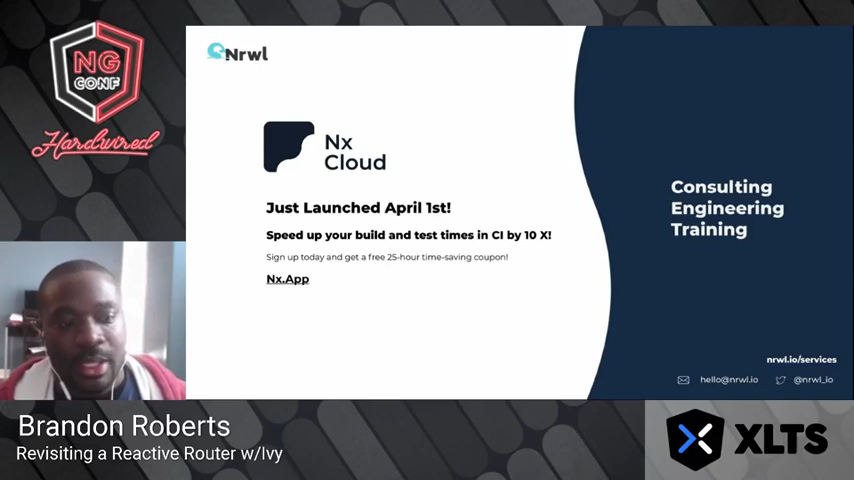 NG
CONF
Hardwired
Nrwl
Nx
Cloud
Just Launched April 1st!
Speed up your build and test times in CI by 10 X!
Sign up today and get a free 25-hour time-saving coupon!
Nx.App
Consulting
Engineering
Training
nrwl.io/services
hello@nrwl.io
@nrwl_io
Brandon Roberts
Revisiting a Reactive Router w/Ivy
XLTS